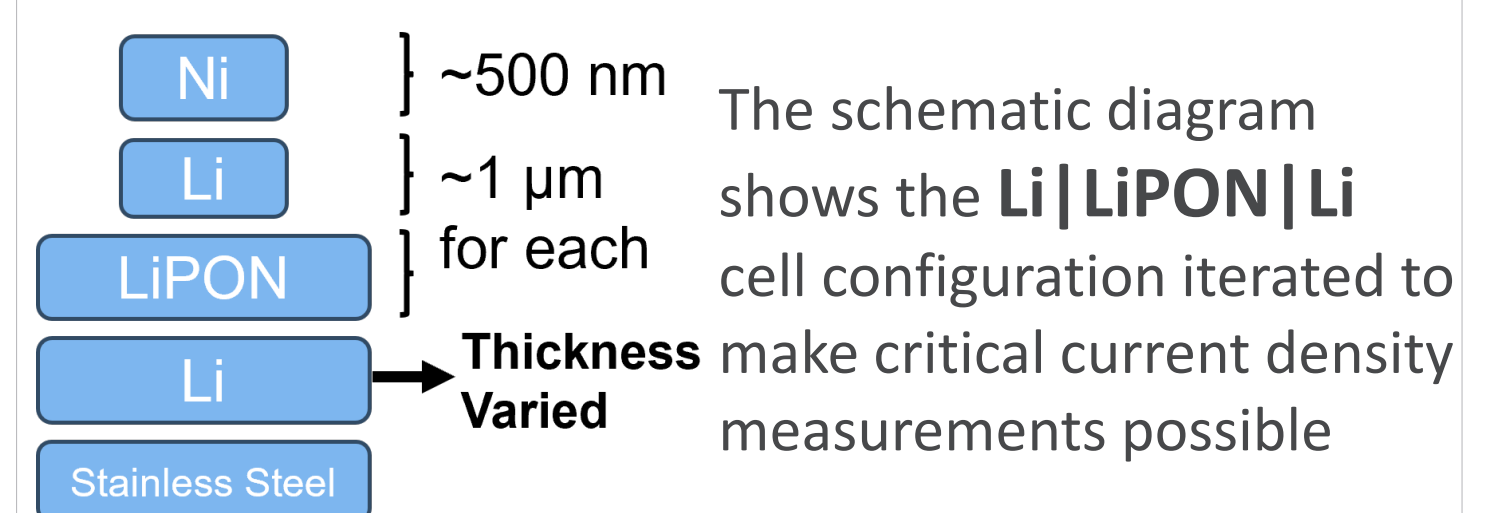 Ni
~500 nm
Li
~1 µm
for each
LiPON
Li
Thickness
Varied
Stainless Steel
The schematic diagram
shows the Li|LiPON|Li
cell configuration iterated to
make critical current density
measurements possible